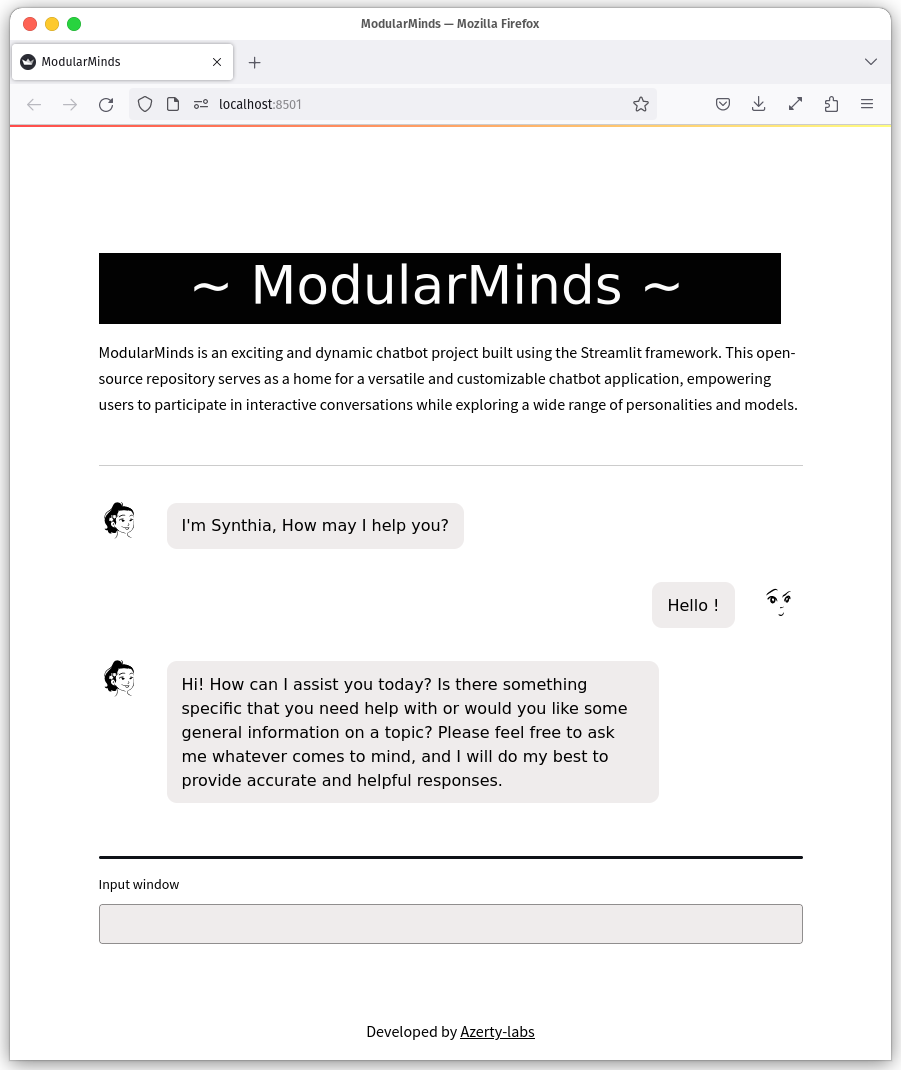 ModularMinds — Mozilla Firefox
ModularMinds
localhost:8501
~ ModularMinds ~
ModularMinds is an exciting and dynamic chatbot project built using the Streamlit framework. This open-
source repository serves as a home for a versatile and customizable chatbot application, empowering
users to participate in interactive conversations while exploring a wide range of personalities and models.
I'm Synthia, How may I help you?
Hello !
Hi! How can I assist you today? Is there something
specific that you need help with or would you like some
general information on a topic? Please feel free to ask
me whatever comes to mind, and I will do my best to
provide accurate and helpful responses.
Input window
Developed by Azerty-labs